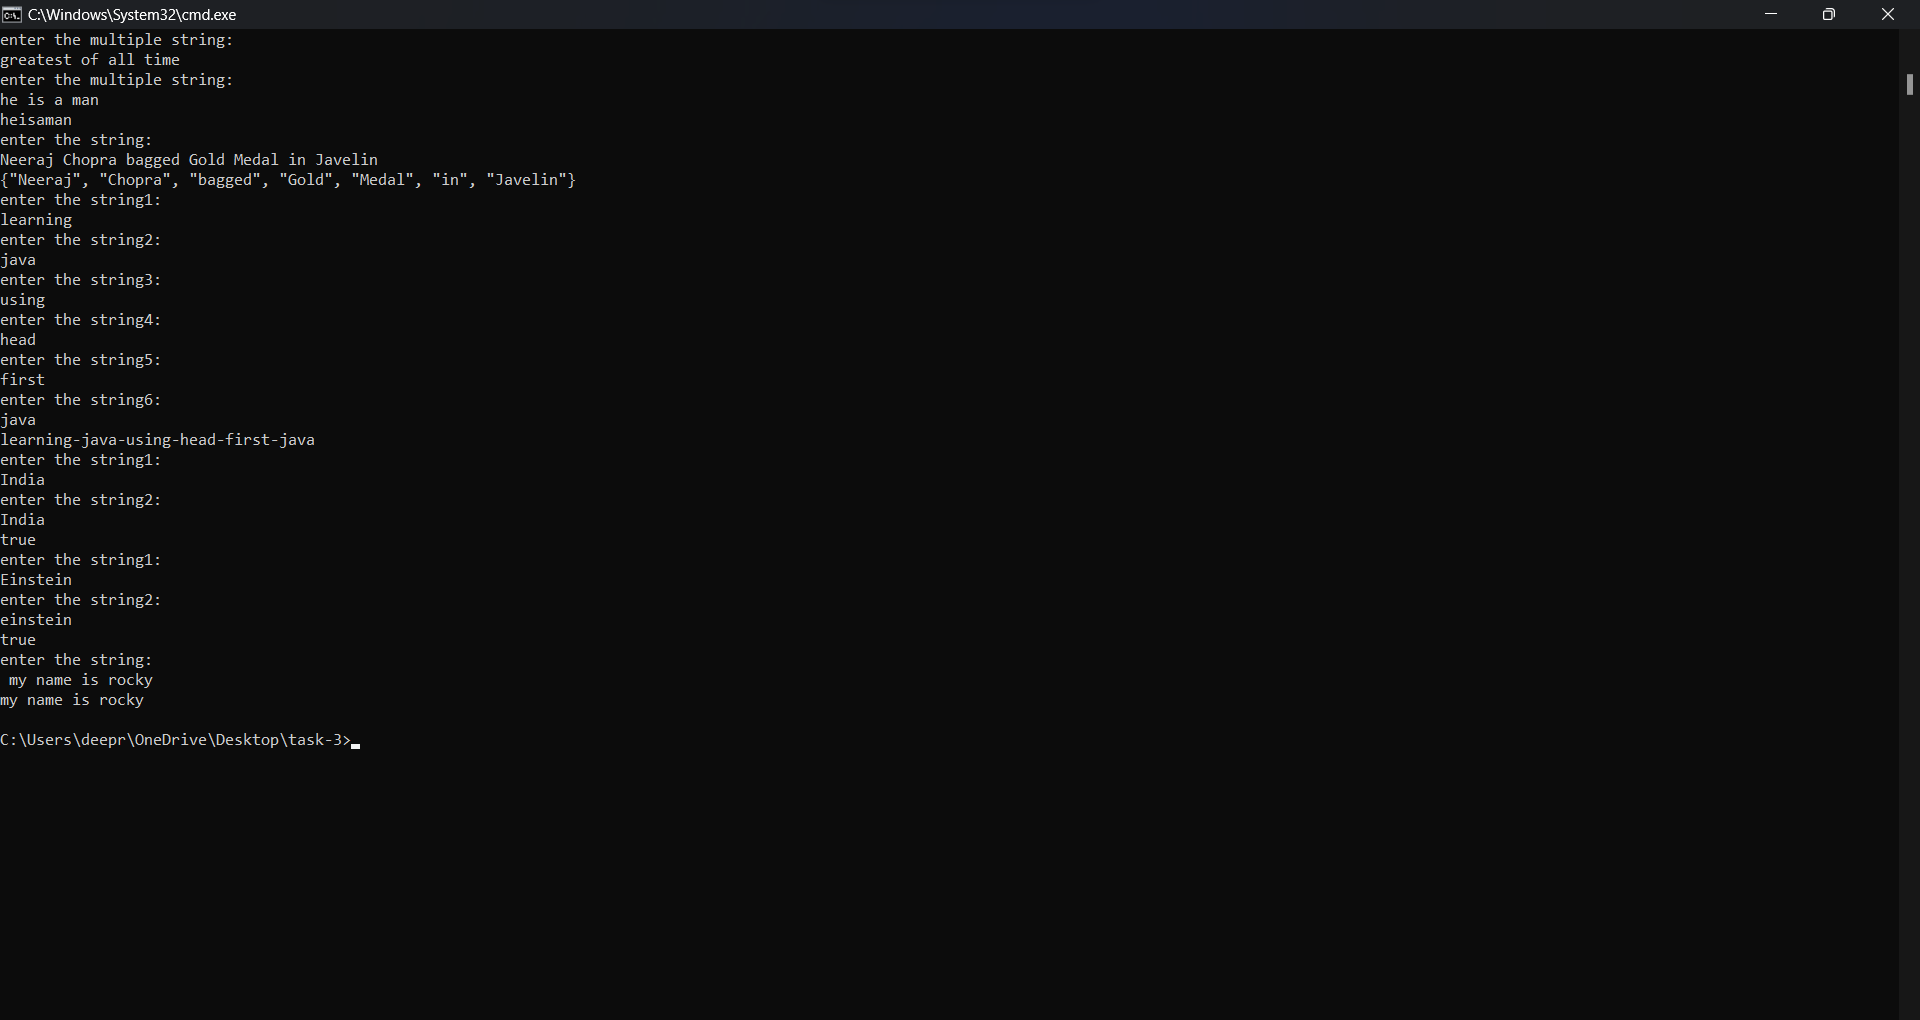 C:\Windows\System32\cmd.exe
enter the multiple string:
greatest of all time
enter the multiple string:
he is a man
heisaman
enter the string:
Neeraj Chopra bagged Gold Medal in Javelin
{"Neeraj", "Chopra", "bagged", "Gold", "Medal", "in", "Javelin"}
enter the string1:
learning
enter the string2:
java
enter the string3:
using
enter the string4:
head
enter the string5:
first
enter the string6:
java
learning-java-using-head-first-java
enter the string1:
India
enter the string2:
India
true
enter the string1:
Einstein
enter the string2:
einstein
true
enter the string:
 my name is rocky
my name is rocky
C:\Users\deepr\OneDrive\Desktop\task-3>